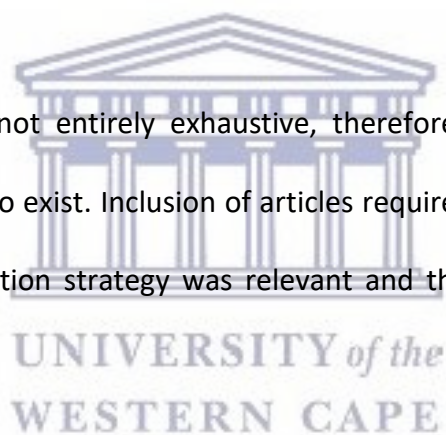 not entirely exhaustive, therefore
o exist. Inclusion of articles require
tion strategy was relevant and th
UNIVERSITY of the
WESTERN CAPE